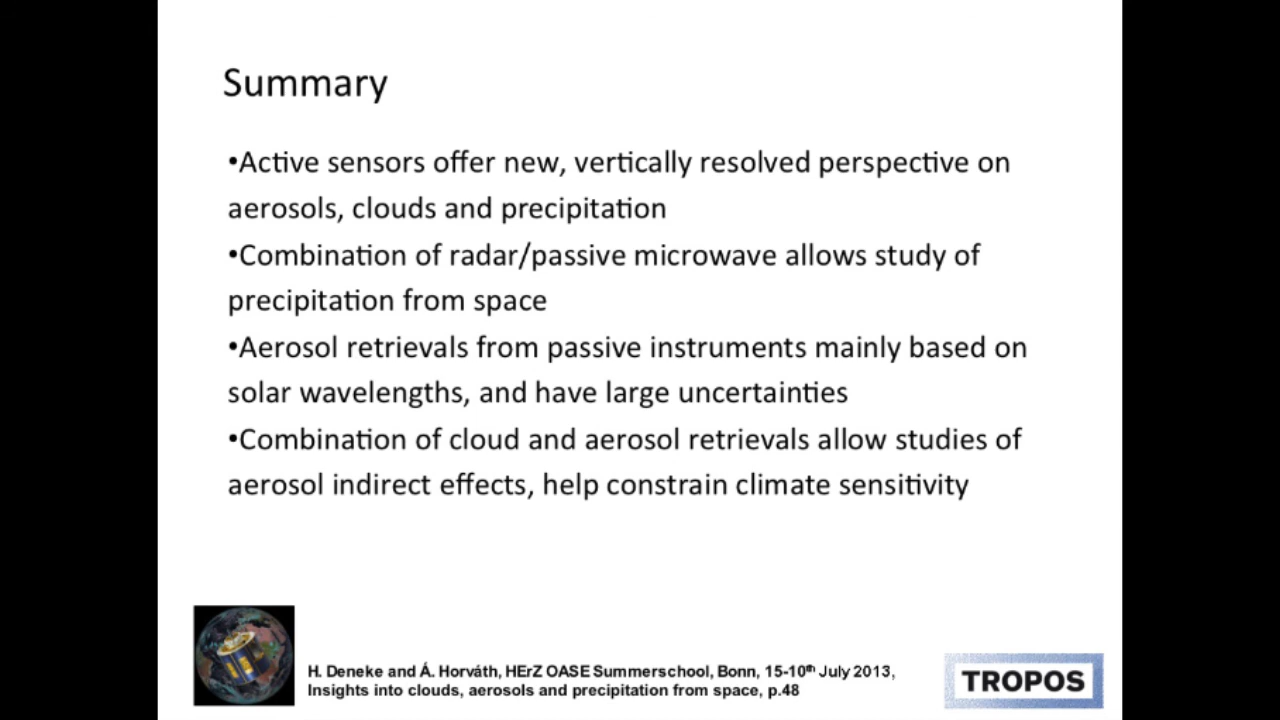 Summary
•Active sensors offer new, vertically resolved perspective on
aerosols, clouds and precipitation
•Combination of radar/passive microwave allows study of
precipitation from space
•Aerosol retrievals from passive instruments mainly based on
solar wavelengths, and have large uncertainties
•Combination of cloud and aerosol retrievals allow studies of
aerosol indirect effects, help constrain climate sensitivity
H. Deneke and Á. Horváth, HErZ OASE Summerschool, Bonn, 15-10th July 2013,
Insights into clouds, aerosols and precipitation from space, p.48
TROPOS